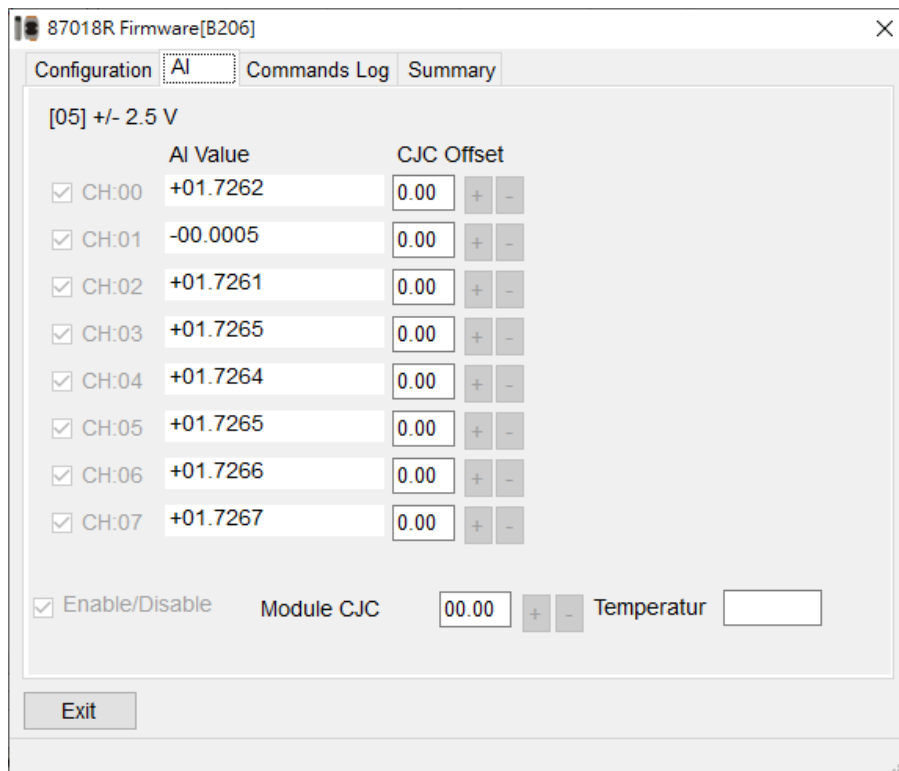 87018R Firmware[B206]
Configuration AI Commands Log Summary
[05] +/- 2.5 V
AI Value CJC Offset
CH:00 +01.7262 0.00 + -
CH:01 -00.0005 0.00 + -
CH:02 +01.7261 0.00 + -
CH:03 +01.7265 0.00 + -
CH:04 +01.7264 0.00 + -
CH:05 +01.7265 0.00 + -
CH:06 +01.7266 0.00 + -
CH:07 +01.7267 0.00 + -
Enable/Disable Module CJC 00.00 + - Temperatur
Exit